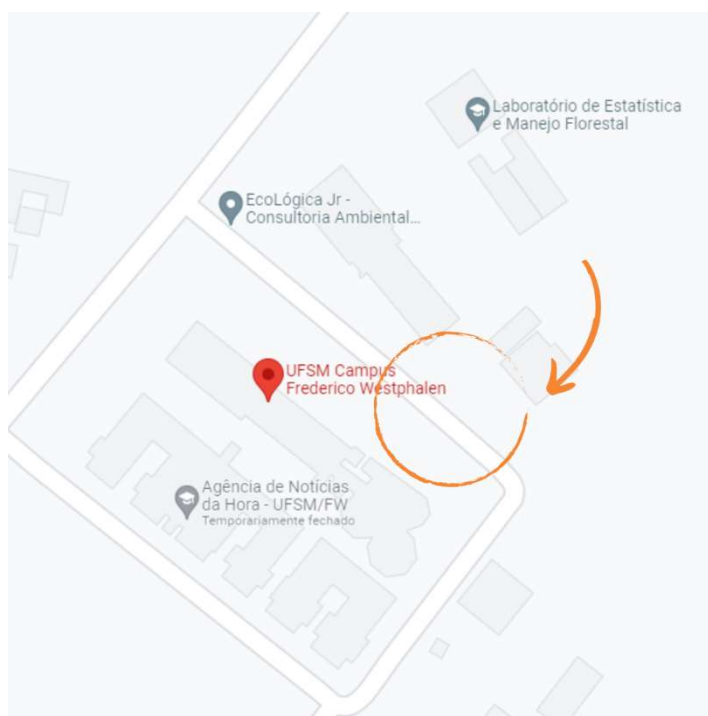 Laboratório de Estatística
e Manejo Florestal
EcoLógica Jr -
Consultoria Ambiental...
UFSM Campus
Frederico Westphalen
Agência de Notícias
da Hora - UFSM/FW
Temporariamente fechado